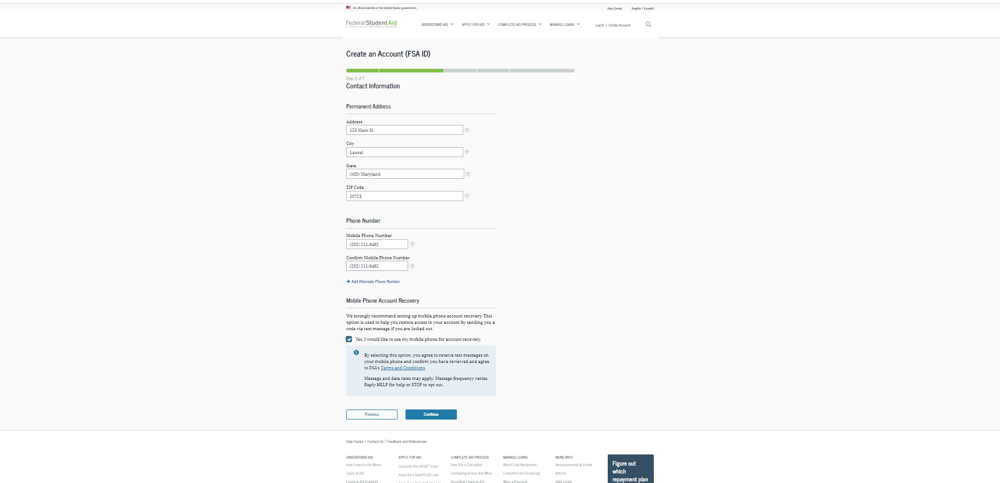 An official website of the United States government.
Help Center English | Español
Federal Student Aid
UNDERSTAND AID APPLY FOR AID COMPLETE AID PROCESS MANAGE LOANS Log In | Create Account
Create an Account (FSA ID)
Step 3 of 7
Contact Information
Permanent Address
Address
123 Main St
City
Laurel
State
(MD) Maryland
ZIP Code
20723
Phone Number
Mobile Phone Number
(202) 111-9482
Confirm Mobile Phone Number
(202) 111-9482
+ Add Alternate Phone Number
Mobile Phone Account Recovery
We strongly recommend setting up mobile phone account recovery. This
option is used to help you restore access to your account by sending you a
code via text message if you are locked out.
Yes, I would like to use my mobile phone for account recovery.
By selecting this option, you agree to receive text messages on
your mobile phone and confirm you have reviewed and agree
to FSA's Terms and Conditions.
Message and data rates may apply. Message frequency varies.
Reply HELP for help or STOP to opt out.
Previous Continue
Help Center | Contact Us | Feedback and Ombudsman
UNDERSTAND AID APPLY FOR AID COMPLETE AID PROCESS MANAGE LOANS MORE INFO
How Financial Aid Works Complete the FAFSA® Form How Aid Is Calculated About Loan Repayment Announcements & Events
Types of Aid Apply for a Grad PLUS Loan Comparing School Aid Offers Complete Exit Counseling Articles
Financial Aid Eligibility Accepting Financial Aid Make a Payment Data Center
Figure out
which
repayment plan